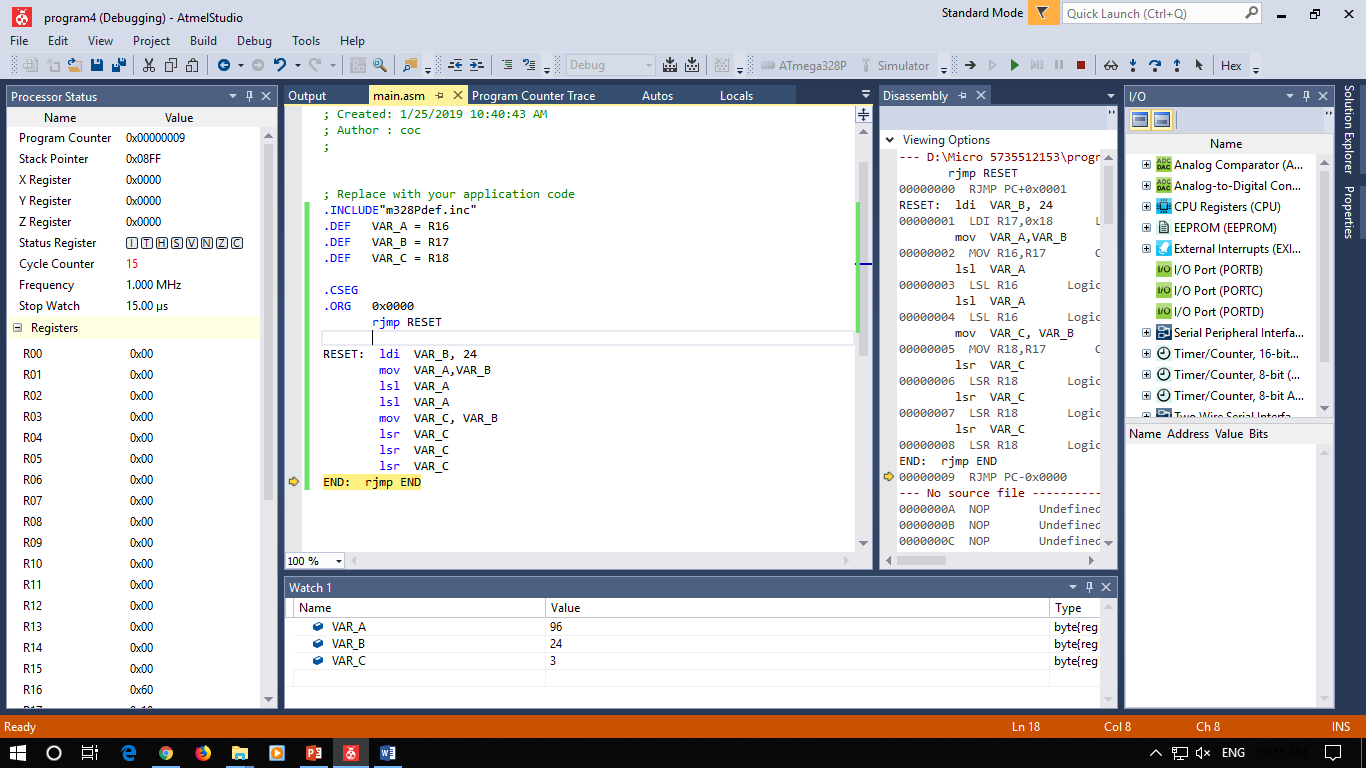 program4 (Debugging) - AtmelStudio
Standard Mode
Quick Launch (Ctrl+Q)
File Edit View Project Build Debug Tools Help
Debug
ATmega328P
Simulator
Hex
Processor Status
Name Value
Program Counter 0x00000009
Stack Pointer 0x08FF
X Register 0x0000
Y Register 0x0000
Z Register 0x0000
Status Register I T H S V N Z C
Cycle Counter 15
Frequency 1.000 MHz
Stop Watch 15.00 µs
Registers
R00 0x00
R01 0x00
R02 0x00
R03 0x00
R04 0x00
R05 0x00
R06 0x00
R07 0x00
R08 0x00
R09 0x00
R10 0x00
R11 0x00
R12 0x00
R13 0x00
R14 0x00
R15 0x00
R16 0x60
Output main.asm Program Counter Trace Autos Locals
; Created: 1/25/2019 10:40:43 AM
; Author : coc
;
; Replace with your application code
.INCLUDE"m328Pdef.inc"
.DEF VAR_A = R16
.DEF VAR_B = R17
.DEF VAR_C = R18
.CSEG
.ORG 0x0000
rjmp RESET
RESET: ldi VAR_B, 24
mov VAR_A,VAR_B
lsl VAR_A
lsl VAR_A
mov VAR_C, VAR_B
lsr VAR_C
lsr VAR_C
lsr VAR_C
END: rjmp END
100 %
Disassembly
Viewing Options
--- D:\Micro 5735512153\progr
rjmp RESET
00000000 RJMP PC+0x0001
RESET: ldi VAR_B, 24
00000001 LDI R17,0x18 L
mov VAR_A,VAR_B
00000002 MOV R16,R17 C
lsl VAR_A
00000003 LSL R16 Logic
lsl VAR_A
00000004 LSL R16 Logic
mov VAR_C, VAR_B
00000005 MOV R18,R17 C
lsr VAR_C
00000006 LSR R18 Logic
lsr VAR_C
00000007 LSR R18 Logic
lsr VAR_C
00000008 LSR R18 Logic
END: rjmp END
00000009 RJMP PC-0x0000
--- No source file ----------
0000000A NOP Undefined
0000000B NOP Undefined
0000000C NOP Undefined
I/O
Name
Analog Comparator (A...
Analog-to-Digital Con...
CPU Registers (CPU)
EEPROM (EEPROM)
External Interrupts (EXI...
I/O Port (PORTB)
I/O Port (PORTC)
I/O Port (PORTD)
Serial Peripheral Interfa...
Timer/Counter, 16-bit...
Timer/Counter, 8-bit (...
Timer/Counter, 8-bit A...
Two Wire Serial Interfa...
Name Address Value Bits
Solution Explorer
Properties
Watch 1
Name Value Type
VAR_A 96 byte{reg
VAR_B 24 byte{reg
VAR_C 3 byte{reg
Ready
Ln 18 Col 8 Ch 8 INS
ENG